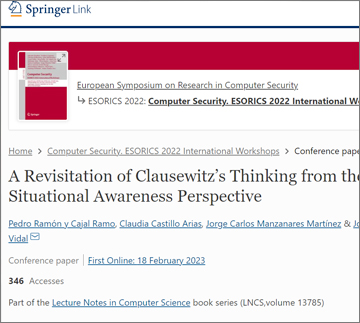 Springer Link
European Symposium on Research in Computer Security
↳ ESORICS 2022: Computer Security. ESORICS 2022 International
Home > Computer Security. ESORICS 2022 International Workshops > Conference pape
A Revisitation of Clausewitz's Thinking from the
Situational Awareness Perspective
Pedro Ramón y Cajal Ramo, Claudia Castillo Arias, Jorge Carlos Manzanares Martínez &
Vidal
Conference paper | First Online: 18 February 2023
346 Accesses
Part of the Lecture Notes in Computer Science book series (LNCS,volume 13785)